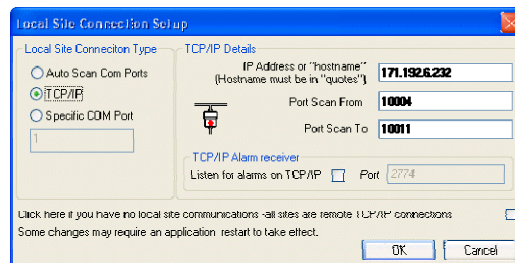 Local Site Connection Setup
Local Site Conneciton Type
Auto Scan Com Ports
TCP/IP
Specific COM Port
1
TCP/IP Details
IP Address or "hostname"
(Hostname must be in "quotes")
171.192.6.232
Port Scan From
10004
Port Scan To
10011
TCP/IP Alarm receiver
Listen for alarms on TCP/IP
Port
2774
Click here if you have no local site communications -all sites are remote TCP/IP connections
Some changes may require an application restart to take effect.
OK
Cancel